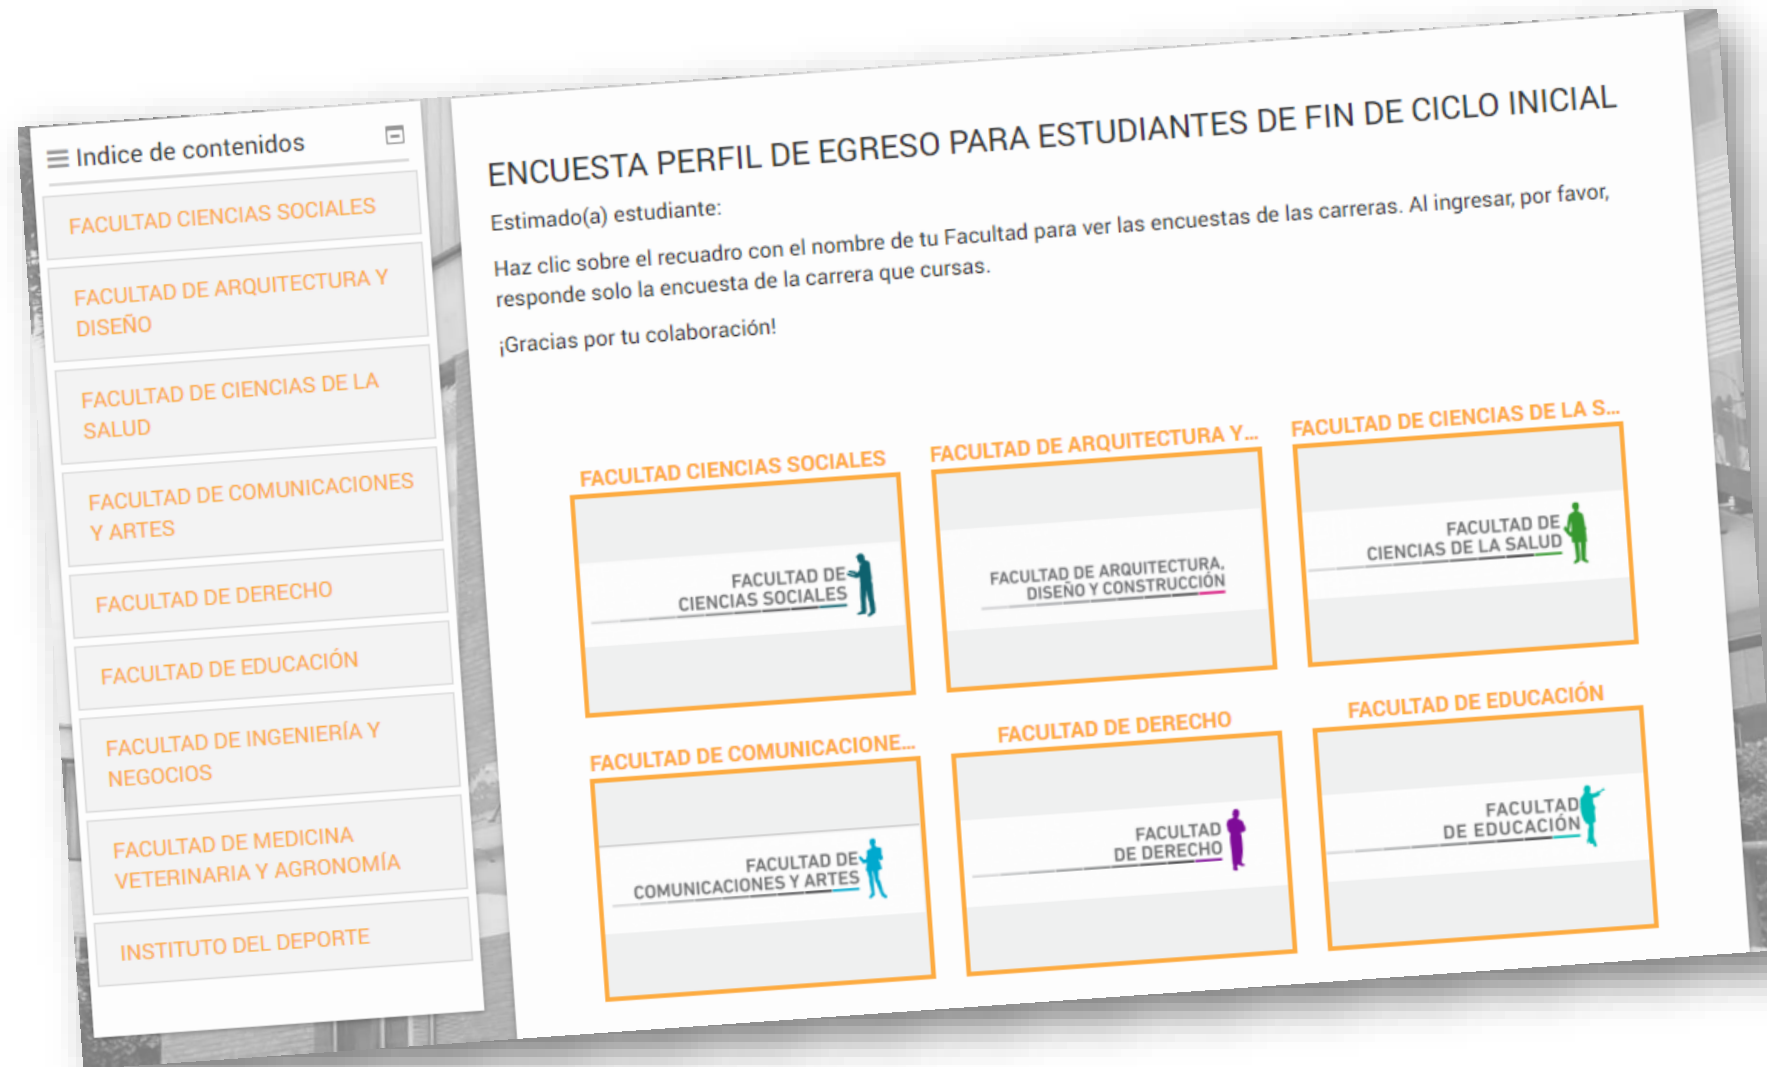 Indice de contenidos
FACULTAD CIENCIAS SOCIALES
FACULTAD DE ARQUITECTURA Y
DISEÑO
FACULTAD DE CIENCIAS DE LA
SALUD
FACULTAD DE COMUNICACIONES
Y ARTES
FACULTAD DE DERECHO
FACULTAD DE EDUCACIÓN
FACULTAD DE INGENIERÍA Y
NEGOCIOS
FACULTAD DE MEDICINA
VETERINARIA Y AGRONOMÍA
INSTITUTO DEL DEPORTE
ENCUESTA PERFIL DE EGRESO PARA ESTUDIANTES DE FIN DE CICLO INICIAL
Estimado(a) estudiante:
Haz clic sobre el recuadro con el nombre de tu Facultad para ver las encuestas de las carreras. Al ingresar, por favor,
responde solo la encuesta de la carrera que cursas.
¡Gracias por tu colaboración!
FACULTAD CIENCIAS SOCIALES
FACULTAD DE
CIENCIAS SOCIALES
FACULTAD DE ARQUITECTURA Y...
FACULTAD DE ARQUITECTURA,
DISEÑO Y CONSTRUCCIÓN
FACULTAD DE CIENCIAS DE LA S...
FACULTAD DE
CIENCIAS DE LA SALUD
FACULTAD DE COMUNICACIONE...
FACULTAD DE
COMUNICACIONES Y ARTES
FACULTAD DE DERECHO
FACULTAD
DE DERECHO
FACULTAD DE EDUCACIÓN
FACULTAD
DE EDUCACIÓN